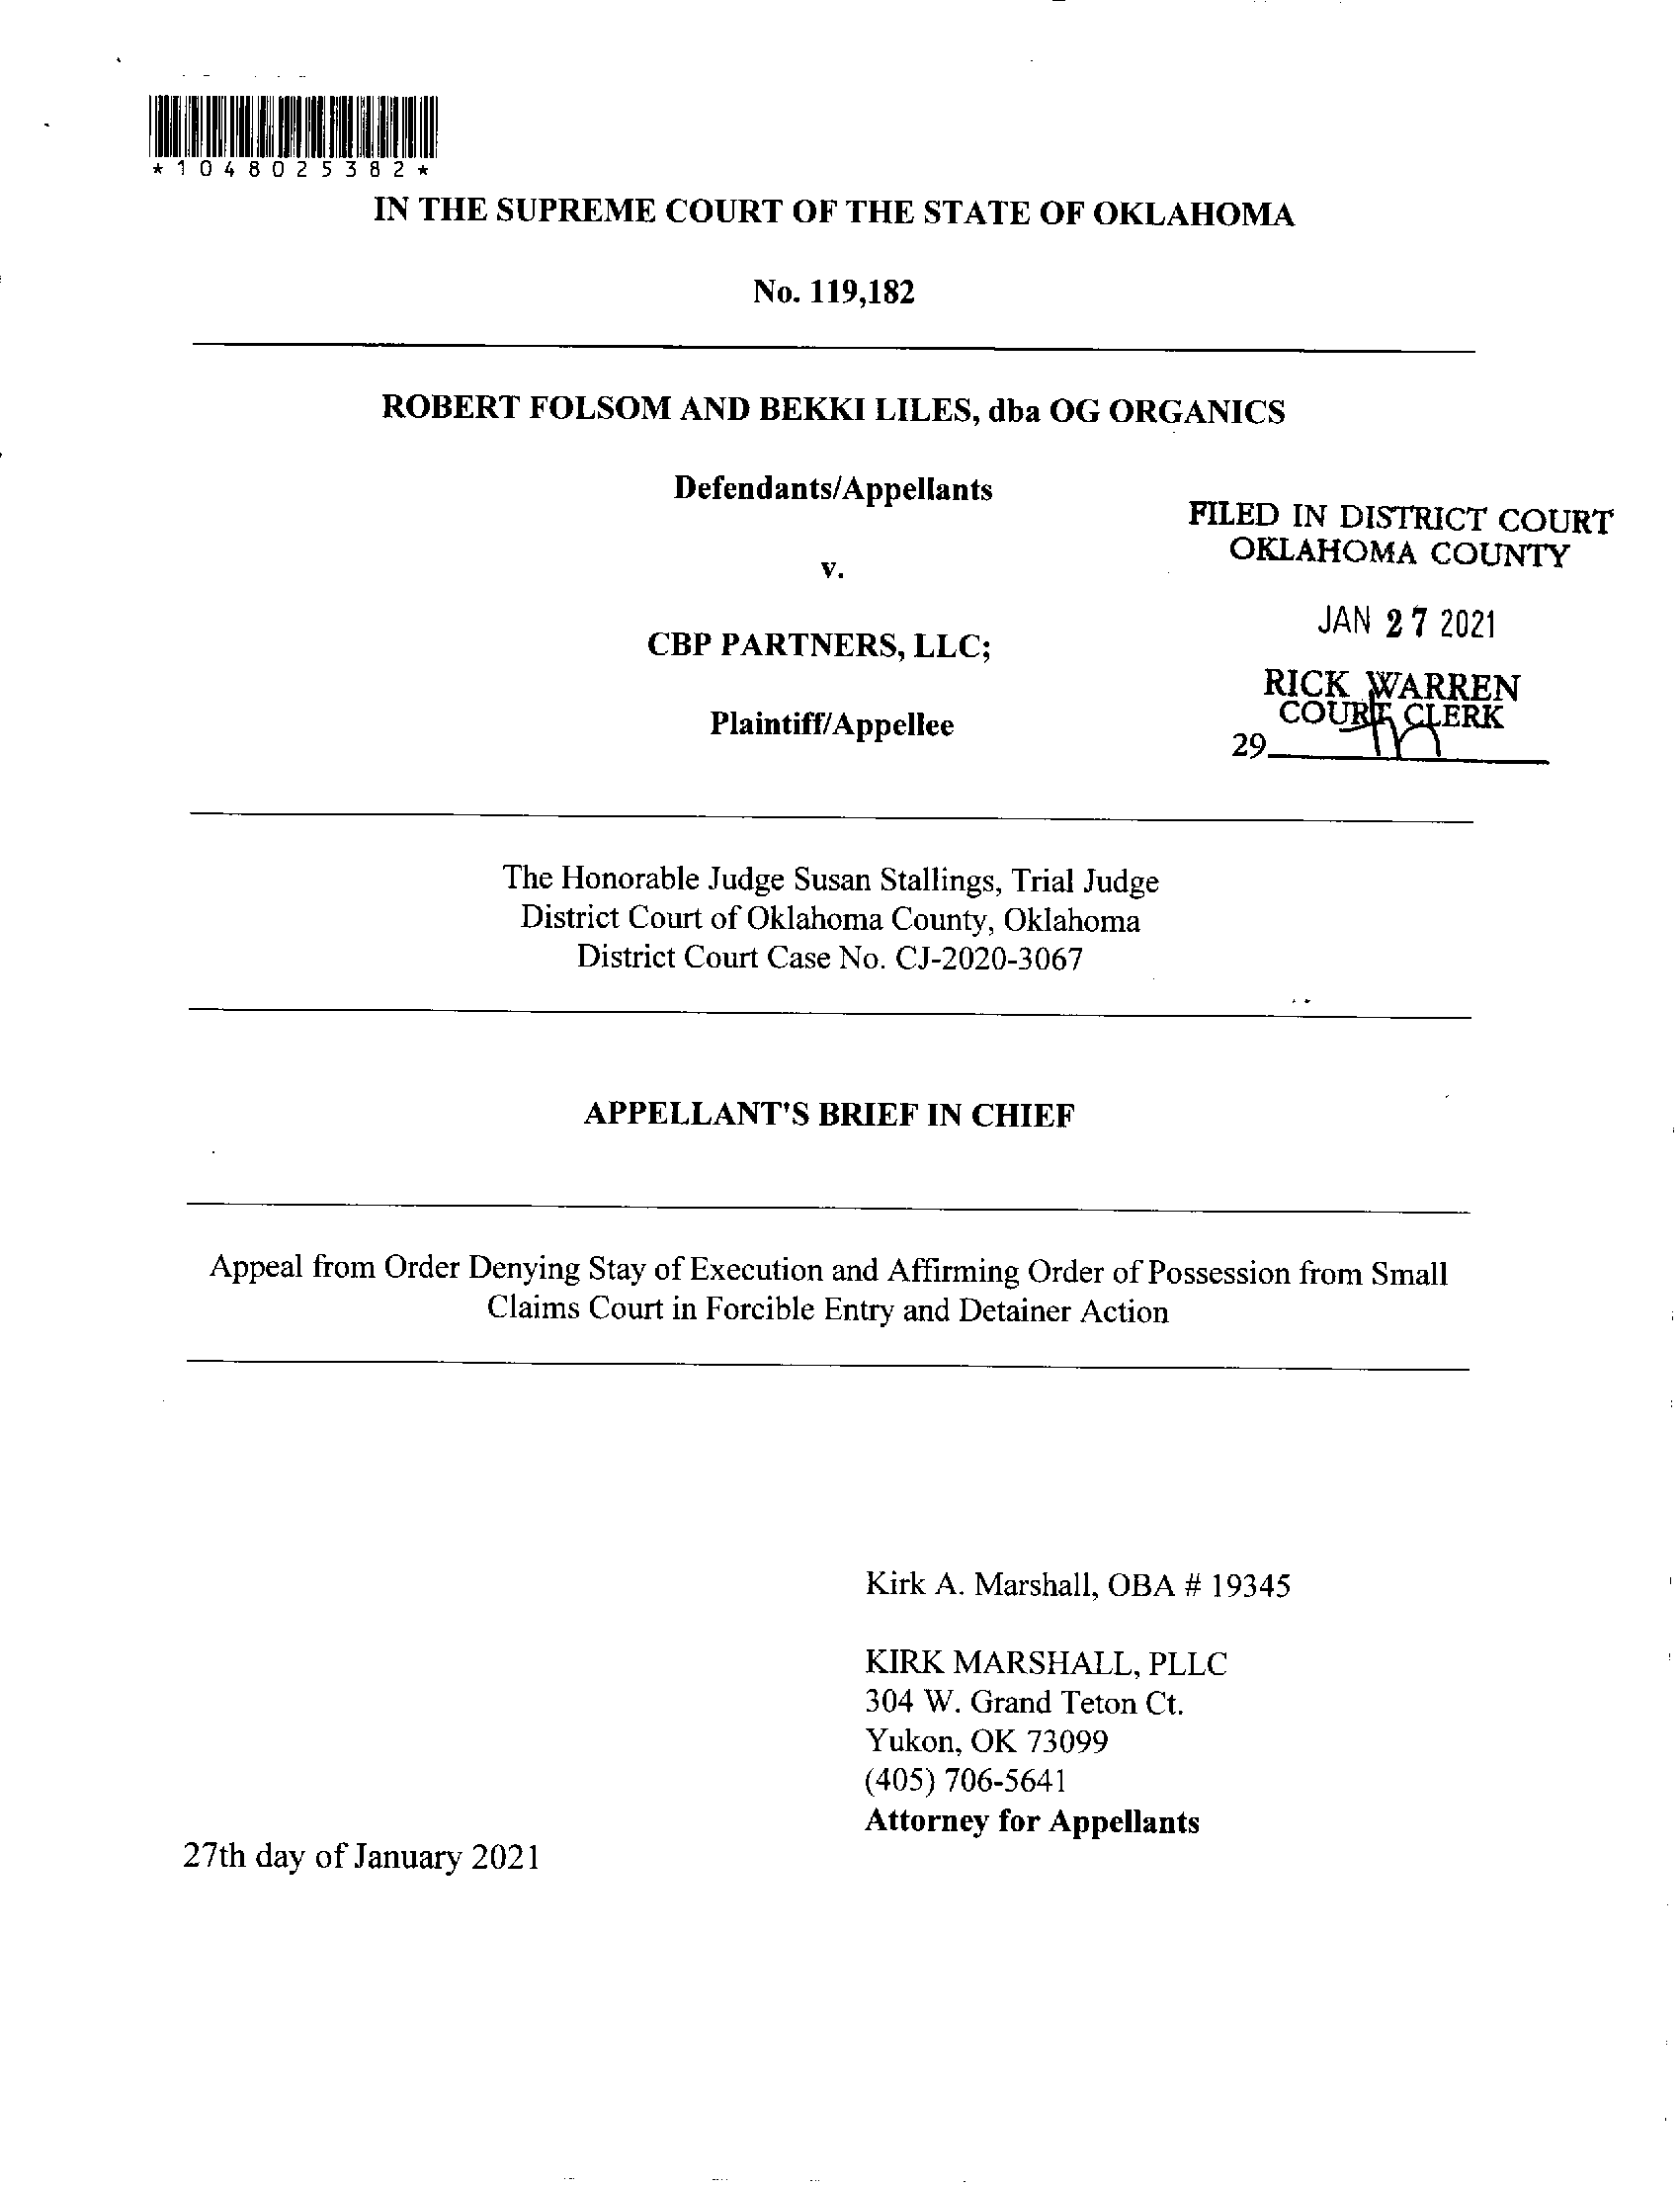 *1048025382*
IN THE SUPREME COURT OF THE STATE OF OKLAHOMA
No. 119,182
ROBERT FOLSOM AND BEKKI LILES, dba OG ORGANICS
Defendants/Appellants
v.
CBP PARTNERS, LLC;
Plaintiff/Appellee
FILED IN DISTRICT COURT
OKLAHOMA COUNTY
JAN 27 2021
RICK WARREN
COURT CLERK
29
The Honorable Judge Susan Stallings, Trial Judge
District Court of Oklahoma County, Oklahoma
District Court Case No. CJ-2020-3067
APPELLANT'S BRIEF IN CHIEF
Appeal from Order Denying Stay of Execution and Affirming Order of Possession from Small
Claims Court in Forcible Entry and Detainer Action
Kirk A. Marshall, OBA # 19345
KIRK MARSHALL, PLLC
304 W. Grand Teton Ct.
Yukon, OK 73099
(405) 706-5641
Attorney for Appellants
27th day of January 2021